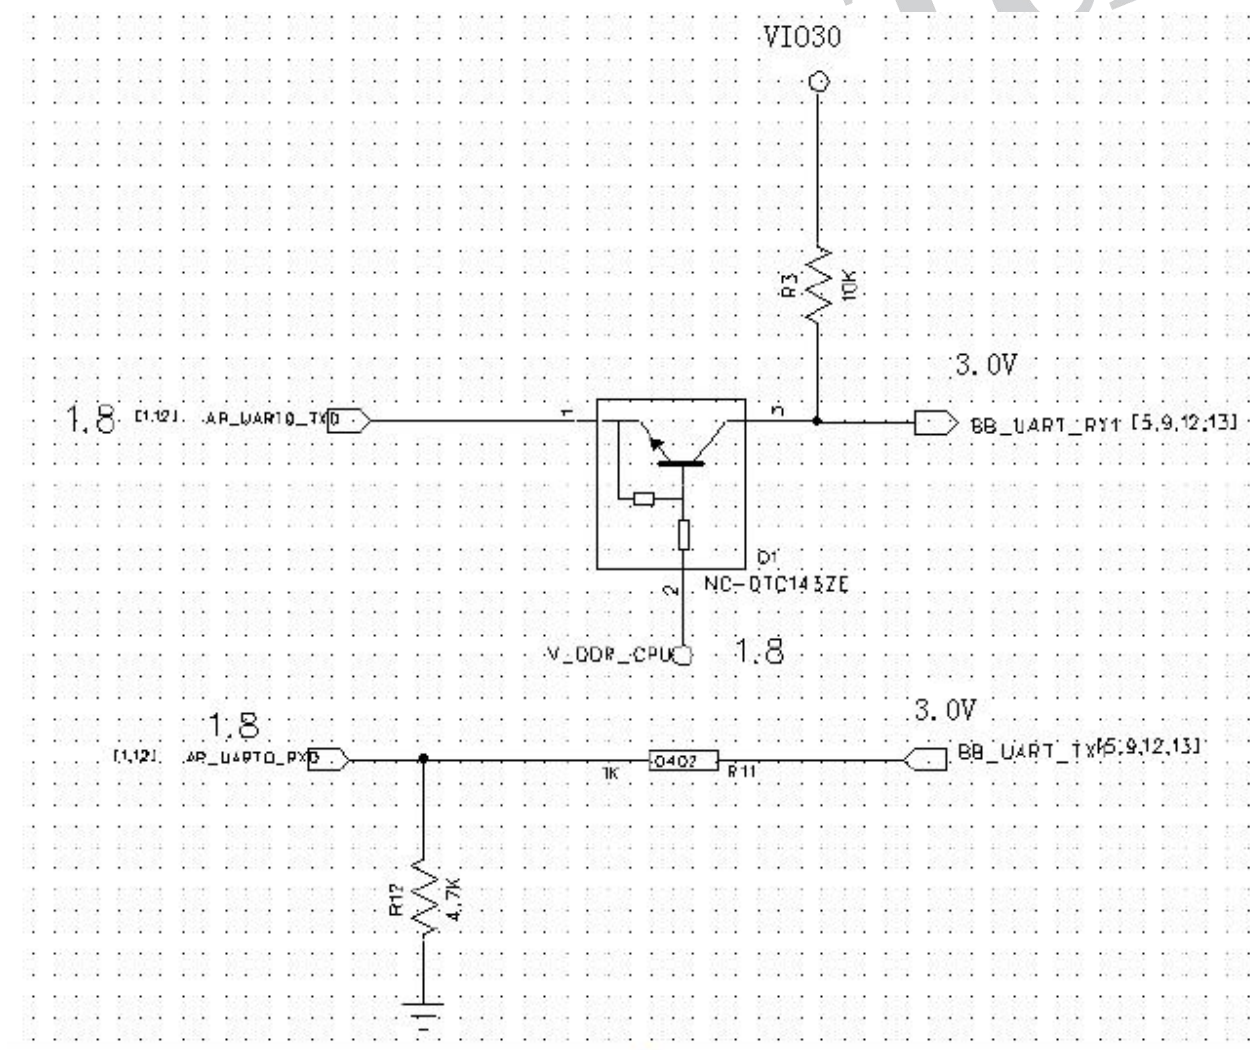 VIO30
R3
10K
3.0V
1.8 [1,12] AP_UART0_TXD
1
3
BB_UART_RX1 [5,9,12,13]
D1
NC-DTC143ZE
2
V_DDR_CPU
1.8
1.8
3.0V
[1,12] AP_UART0_RXD
1K
0402
R11
BB_UART_TX [5,9,12,13]
R12
4.7K